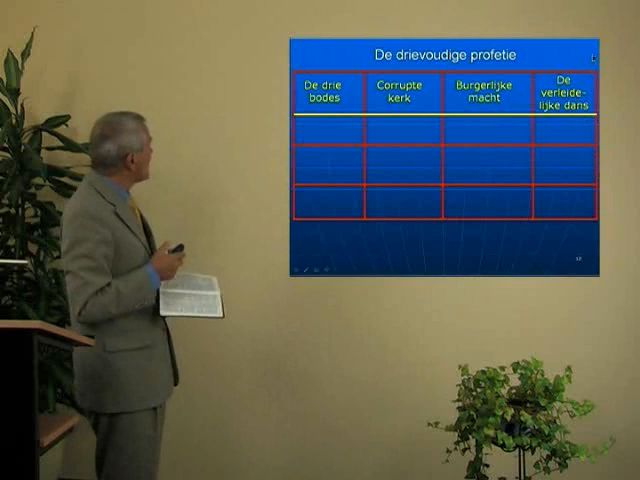 De drievoudige profetie
De drie
bodes
Corrupte
kerk
Burgerlijke
macht
De
verleide-
lijke dans